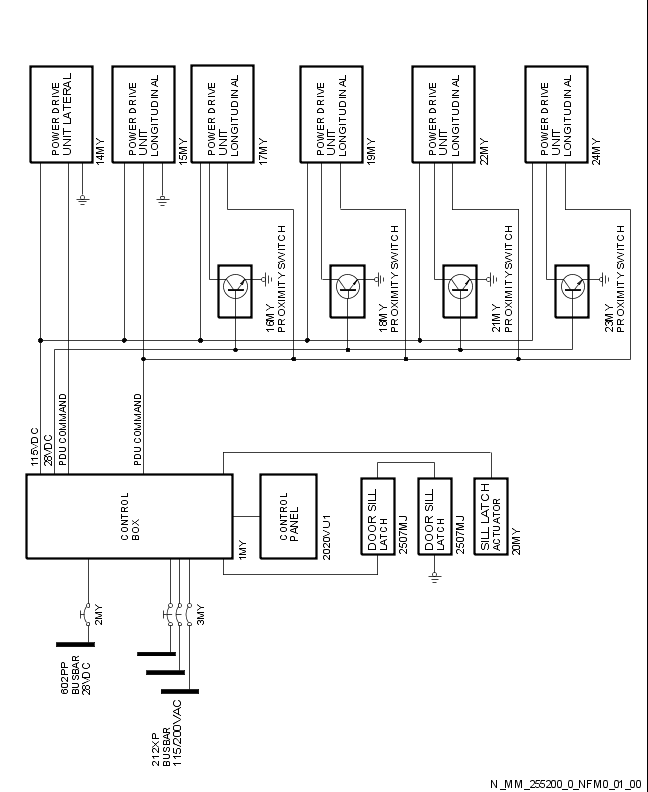 POWER DRIVE
UNIT LATERAL
14MY
POWER DRIVE
UNIT
LONGITUDINAL
15MY
POWER DRIVE
UNIT
LONGITUDINAL
17MY
POWER DRIVE
UNIT
LONGITUDINAL
19MY
POWER DRIVE
UNIT
LONGITUDINAL
22MY
POWER DRIVE
UNIT
LONGITUDINAL
24MY
16MY
PROXIMITY SWITCH
18MY
PROXIMITY SWITCH
21MY
PROXIMITY SWITCH
23MY
PROXIMITY SWITCH
115VDC
28VDC
PDU COMMAND
PDU COMMAND
CONTROL
BOX
1MY
CONTROL
PANEL
2020VU1
DOOR SILL
LATCH
2507MJ
DOOR SILL
LATCH
2507MJ
SILL LATCH
ACTUATOR
20MY
2MY
3MY
602PP
BUSBAR
28VDC
212XP
BUSBAR
115/200VAC
N_MM_255200_0_NFM0_01_00